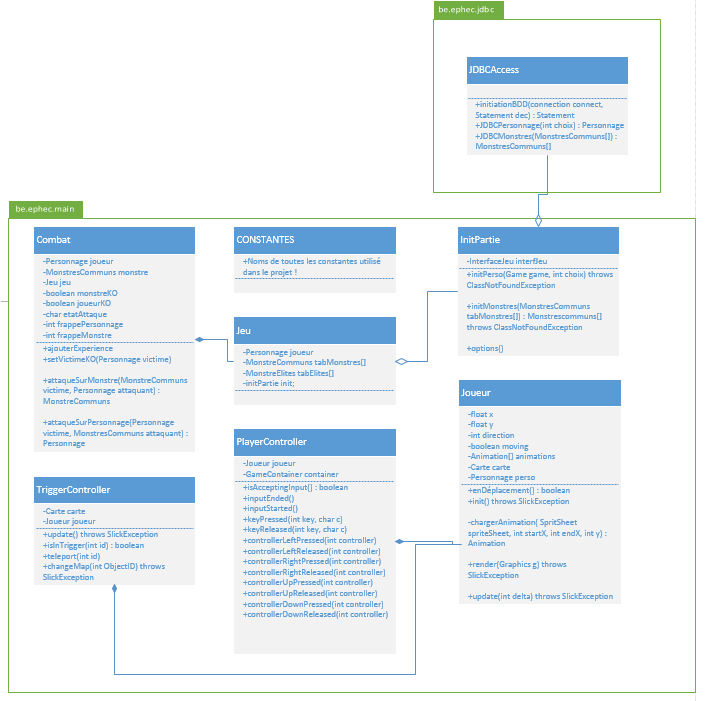 be.ephec.jdbc
JDBCAccess
+initiationBDD(connection connect,
Statement dec) : Statement
+JDBCPersonnage(int choix) : Personnage
+JDBCMonstres(MonstresCommuns[]) :
MonstresCommuns[]
be.ephec.main
Combat
-Personnage joueur
-MonstresCommuns monstre
-Jeu jeu
-boolean monstreKO
-boolean joueurKO
-char etatAttaque
-int frappePersonnage
-int frappeMonstre
+ajouterExperience
+setVictimeKO(Personnage victime)
+attaqueSurMonstre(MonstreCommuns
victime, Personnage attaquant) :
MonstreCommuns
+attaqueSurPersonnage(Personnage
victime, MonstresCommuns attaquant) :
Personnage
CONSTANTES
+Noms de toutes les constantes utilisé
dans le projet !
InitPartie
-InterfaceJeu interfJeu
+initPerso(Game game, int choix) throws
ClassNotFoundException
+initMonstres(MonstresCommuns
tabMonstres[]) : Monstrescommuns[]
throws ClassNotFoundException
+options()
Jeu
-Personnage joueur
-MonstreCommuns tabMonstres[]
-MonstreElites tabElites[]
-initPartie init;
Joueur
-float x
-float y
-int direction
-boolean moving
-Animation[] animations
-Carte carte
-Personnage perso
+enDéplacement() : boolean
+init() throws SlickException
-chargerAnimation( SpritSheet
spriteSheet, int startX, int endX, int y) :
Animation
+render(Graphics g) throws
SlickException
+update(int delta) throws SlickException
PlayerController
-Joueur joueur
-GameContainer container
+isAcceptingInput() : boolean
+inputEnded()
+inputStarted()
+keyPressed(int key, char c)
+keyReleased(int key, char c)
+controllerLeftPressed(int controller)
+controllerLeftReleased(int controller)
+controllerRightPressed(int controller)
+controllerRightReleased(int controller)
+controllerUpPressed(int controller)
+controllerUpReleased(int controller)
+controllerDownPressed(int controller)
+controllerDownReleased(int controller)
TriggerController
-Carte carte
-Joueur joueur
+update() throws SlickException
+isInTrigger(int id) : boolean
+teleport(int id)
+changeMap(int ObjectID) throws
SlickException